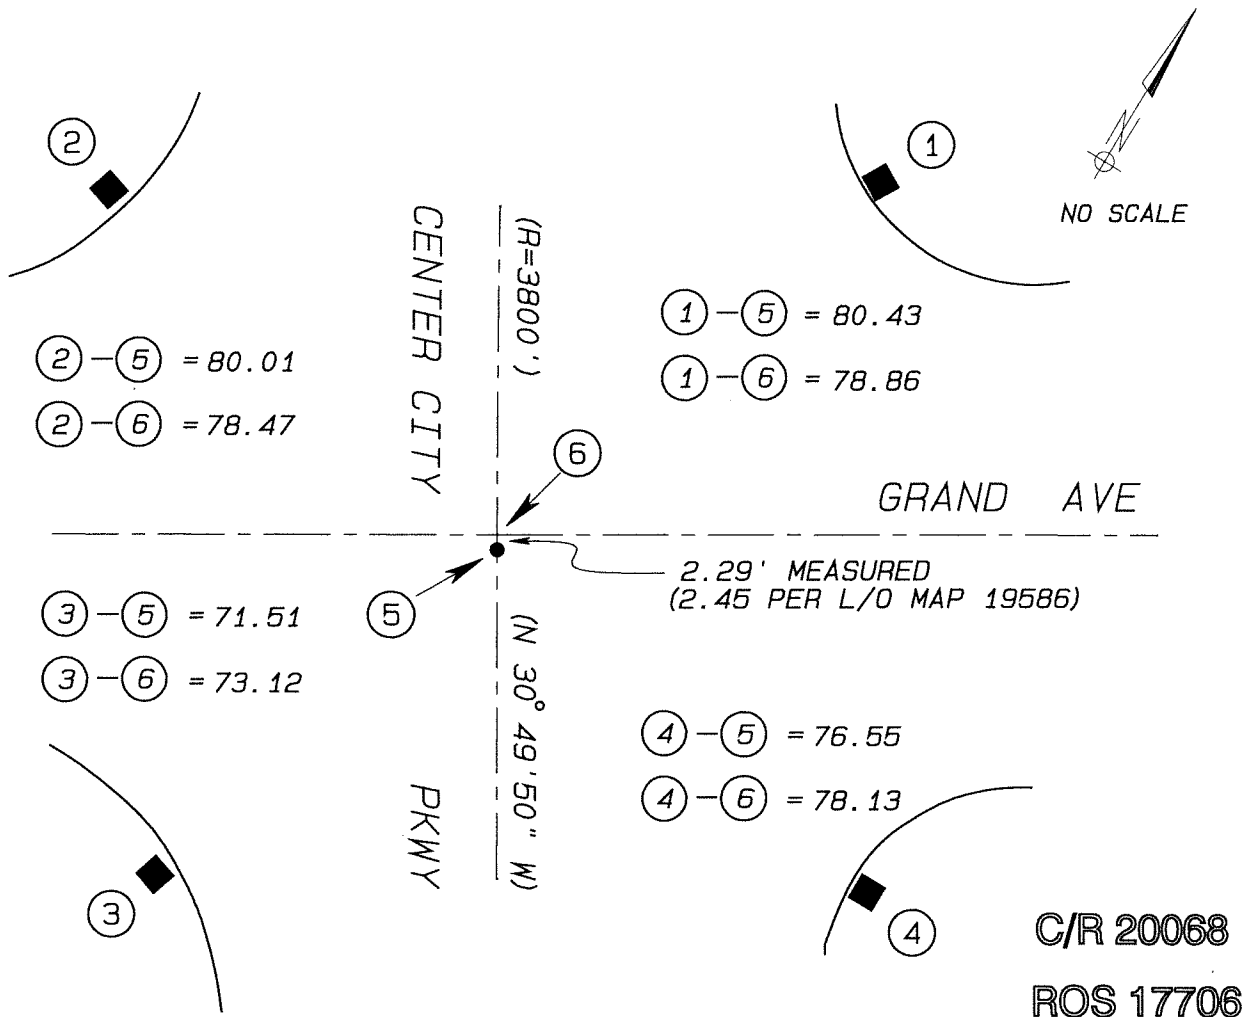 2
1
N
NO SCALE
CENTER CITY
(R=3800')
1 - 5 = 80.43
1 - 6 = 78.86
2 - 5 = 80.01
2 - 6 = 78.47
6
GRAND AVE
5
2.29' MEASURED
(2.45 PER L/O MAP 19586)
3 - 5 = 71.51
3 - 6 = 73.12
(N 30° 49'50" W)
PKWY
4 - 5 = 76.55
4 - 6 = 78.13
3
4
C/R 20068
ROS 17706